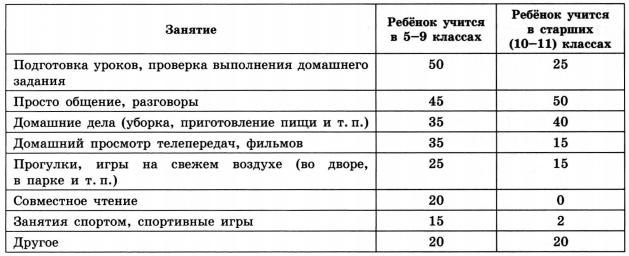 Занятие
Ребёнок учится
в 5–9 классах
Ребёнок учится
в старших
(10–11) классах
Подготовка уроков, проверка выполнения домашнего
задания
50
25
Просто общение, разговоры
45
50
Домашние дела (уборка, приготовление пищи и т. п.)
35
40
Домашний просмотр телепередач, фильмов
35
15
Прогулки, игры на свежем воздухе (во дворе,
в парке и т. п.)
25
15
Совместное чтение
20
0
Занятия спортом, спортивные игры
15
2
Другое
20
20